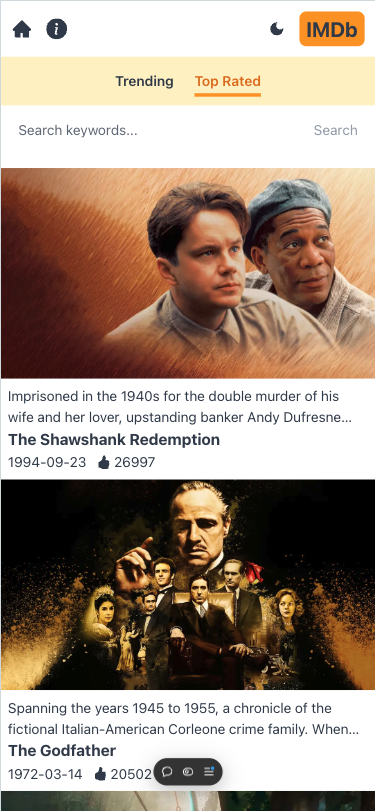 IMDb
Trending Top Rated
Search keywords... Search
Imprisoned in the 1940s for the double murder of his
wife and her lover, upstanding banker Andy Dufresne...
The Shawshank Redemption
1994-09-23 26997
Spanning the years 1945 to 1955, a chronicle of the
fictional Italian-American Corleone crime family. When...
The Godfather
1972-03-14 20502